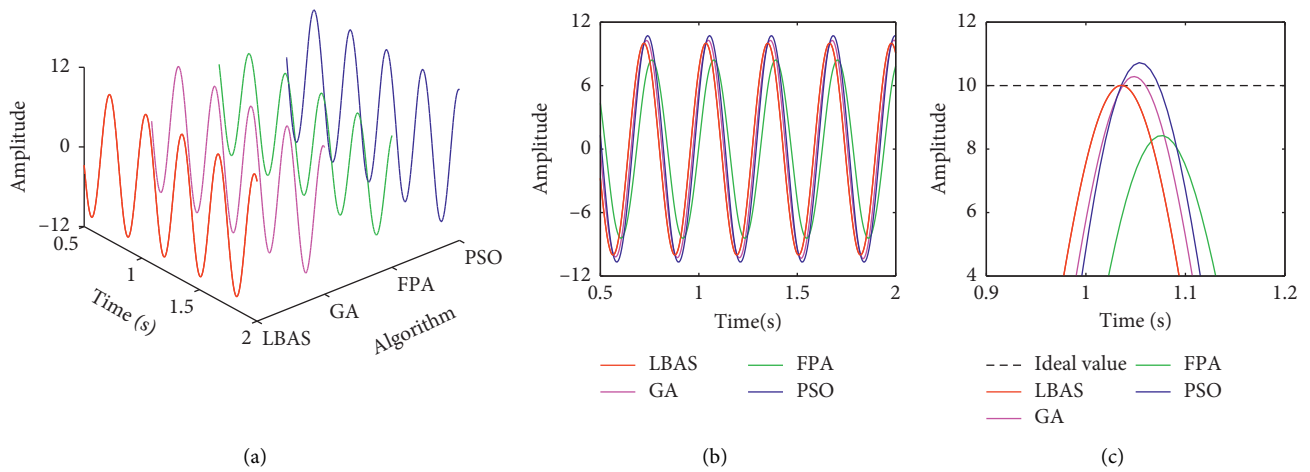 12
0
−12
Amplitude
0.5
1
1.5
2
Time (s)
LBAS
GA
FPA
PSO
Algorithm
(a)
12
6
0
−6
−12
Amplitude
0.5 1 1.5 2
Time(s)
LBAS FPA
GA PSO
(b)
12
10
8
6
4
Amplitude
0.9 1 1.1 1.2
Time (s)
Ideal value FPA
LBAS PSO
GA
(c)